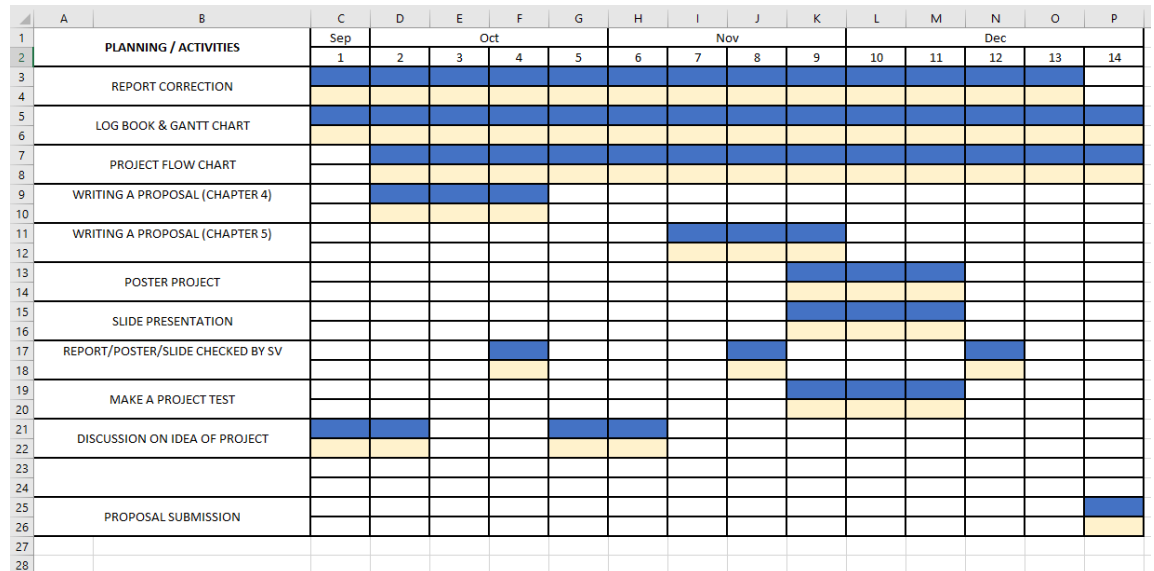 A B C D E F G H I J K L M N O P
1 PLANNING / ACTIVITIES Sep Oct Nov Dec
2 1 2 3 4 5 6 7 8 9 10 11 12 13 14
3 REPORT CORRECTION
4
5 LOG BOOK & GANTT CHART
6
7 PROJECT FLOW CHART
8
9 WRITING A PROPOSAL (CHAPTER 4)
10
11 WRITING A PROPOSAL (CHAPTER 5)
12
13 POSTER PROJECT
14
15 SLIDE PRESENTATION
16
17 REPORT/POSTER/SLIDE CHECKED BY SV
18
19 MAKE A PROJECT TEST
20
21 DISCUSSION ON IDEA OF PROJECT
22
23
24
25 PROPOSAL SUBMISSION
26
27
28